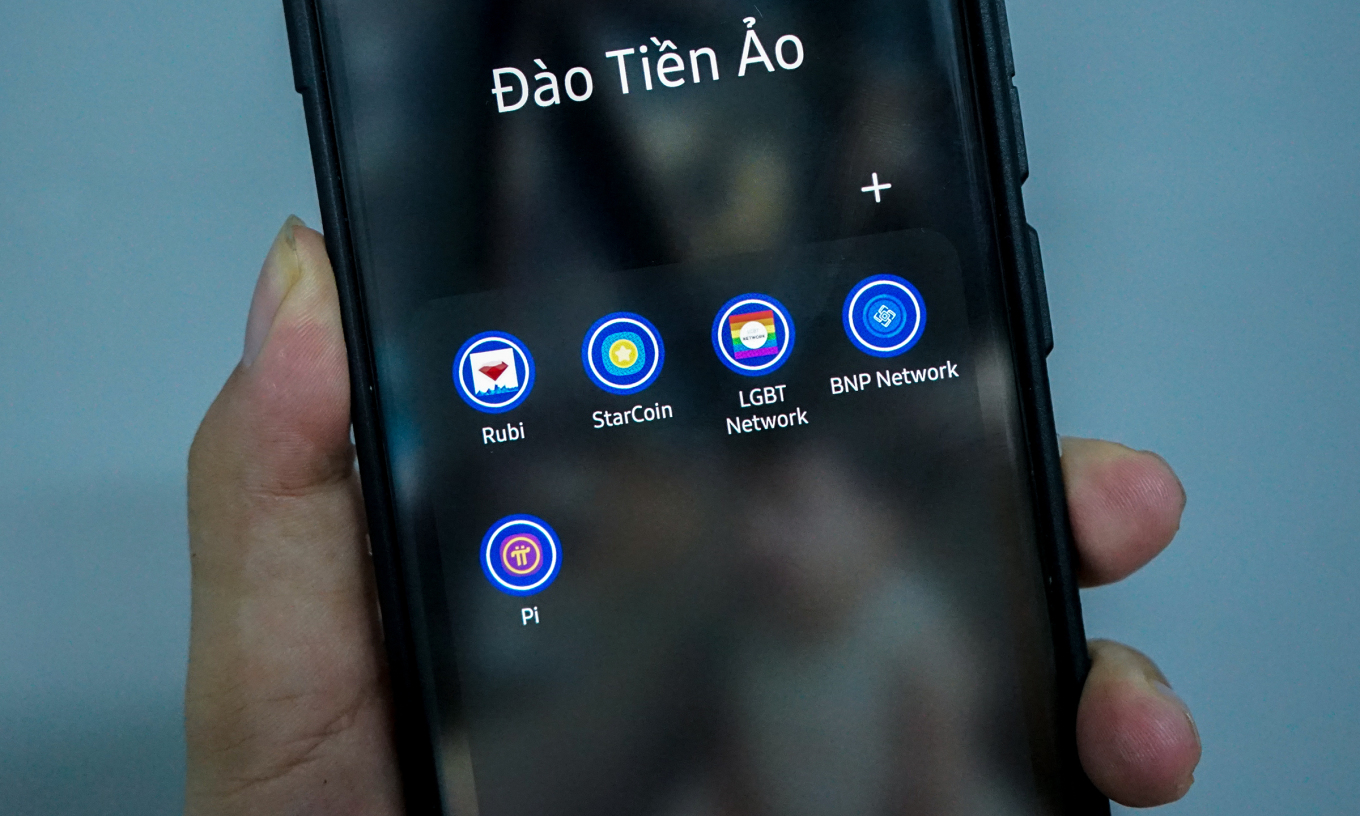 Đào Tiền Ảo
+
Rubi
StarCoin
LGBT
Network
BNP Network
Pi